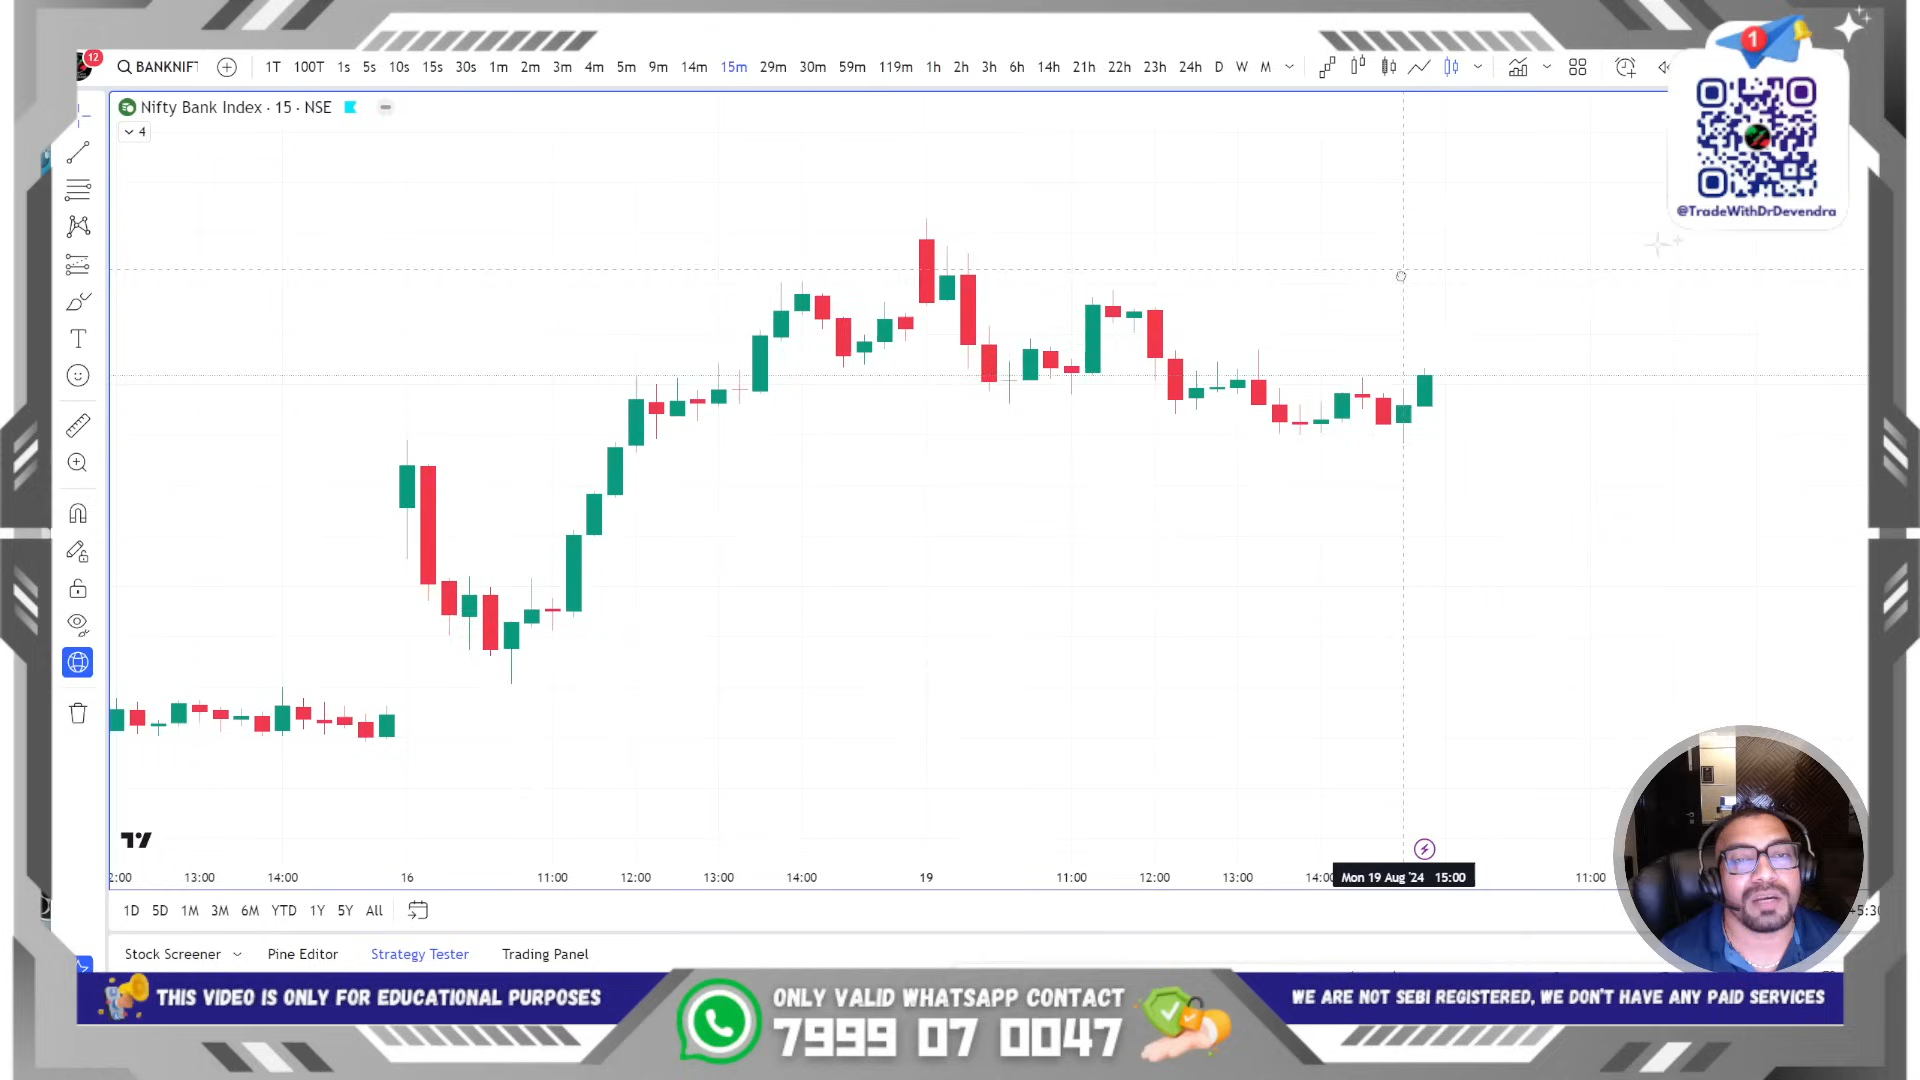 12
BANKNIFT
1T 100T 1s 5s 10s 15s 30s 1m 2m 3m 4m 5m 9m 14m 15m 29m 30m 59m 119m 1h 2h 3h 6h 14h 21h 22h 23h 24h D W M
1
Nifty Bank Index · 15 · NSE
4
@TradeWithDrDevendra
13:00 14:00 16 11:00 12:00 13:00 14:00 19 11:00 12:00 13:00 Mon 19 Aug '24 15:00 11:00
1D 5D 1M 3M 6M YTD 1Y 5Y All
Stock Screener Pine Editor Strategy Tester Trading Panel
THIS VIDEO IS ONLY FOR EDUCATIONAL PURPOSES
ONLY VALID WHATSAPP CONTACT
7999 07 0047
WE ARE NOT SEBI REGISTERED, WE DON'T HAVE ANY PAID SERVICES